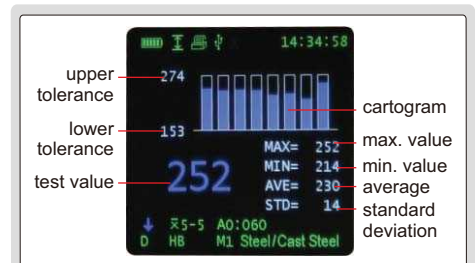 14:34:58
upper tolerance
274
lower tolerance
153
cartogram
MAX= 252
max. value
MIN= 214
min. value
test value
252
AVE= 230
average
STD= 14
standard deviation
x̅5-5 A0:060
D HB M1 Steel/Cast Steel